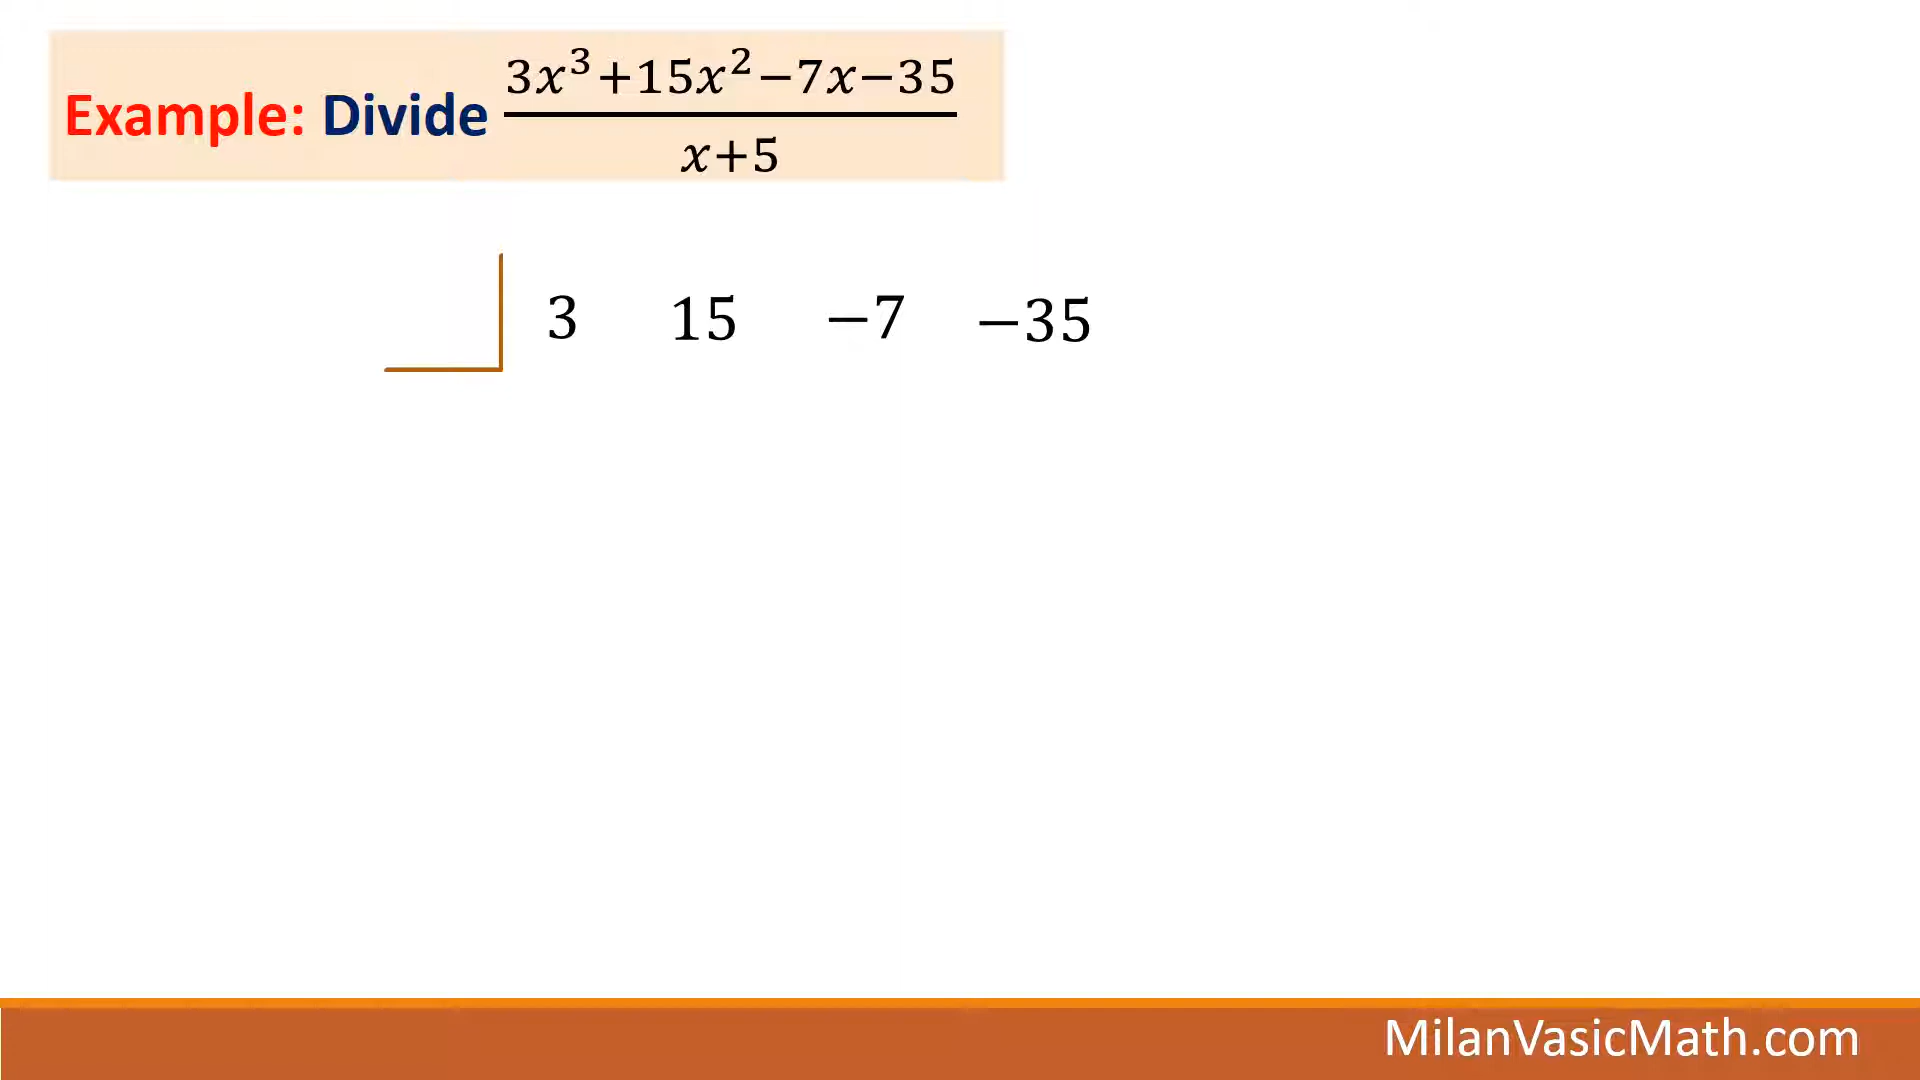 Example: Divide (3x³+15x²−7x−35)/(x+5)
3 15 −7 −35
MilanVasicMath.com